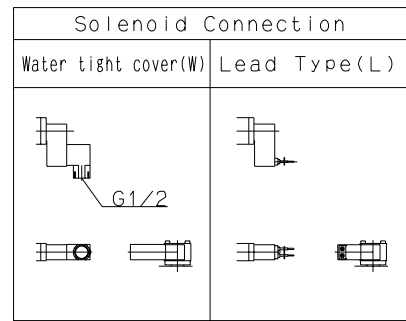 Solenoid Connection
Water tight cover(W)
Lead Type(L)
G1/2